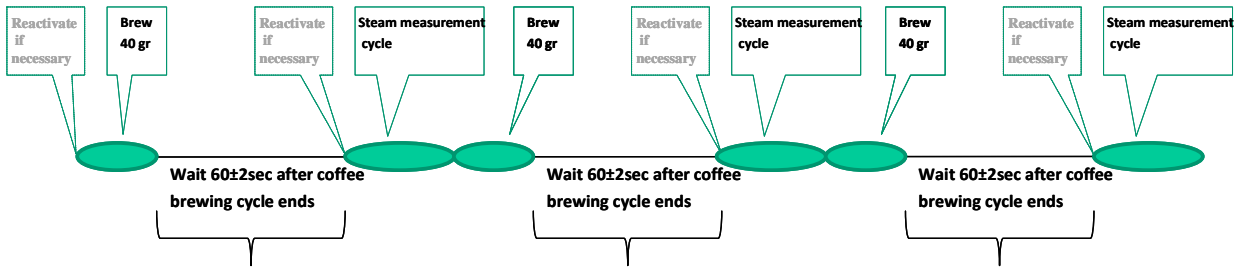 Reactivate
if
necessary
Brew
40 gr
Reactivate
if
necessary
Steam measurement
cycle
Brew
40 gr
Reactivate
if
necessary
Steam measurement
cycle
Brew
40 gr
Reactivate
if
necessary
Steam measurement
cycle
Wait 60±2sec after coffee
brewing cycle ends
Wait 60±2sec after coffee
brewing cycle ends
Wait 60±2sec after coffee
brewing cycle ends